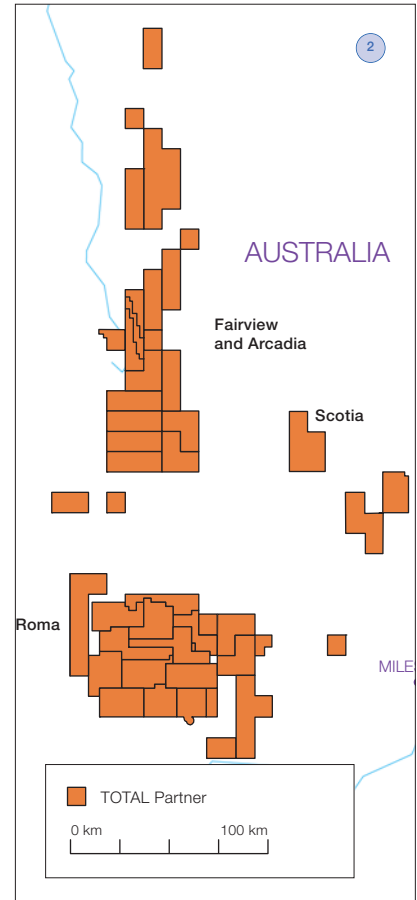 2
AUSTRALIA
Fairview
and Arcadia
Scotia
Roma
MILES
TOTAL Partner
0 km 100 km